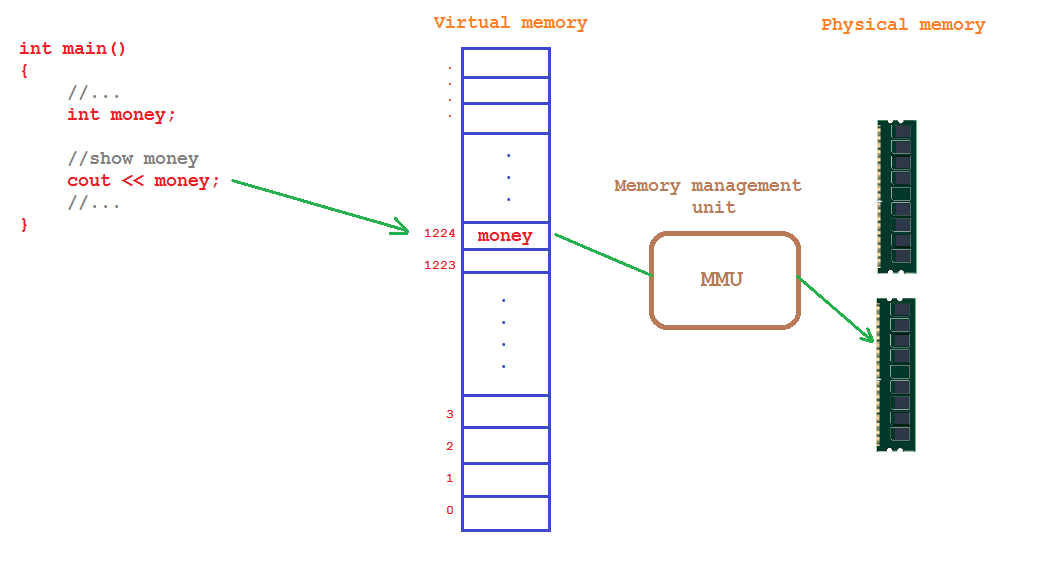 Virtual memory
Physical memory
int main()
{
//...
int money;
//show money
cout << money;
//...
}
.
.
.
.
.
.
.
1224
money
1223
.
.
.
.
3
2
1
0
Memory management
unit
MMU